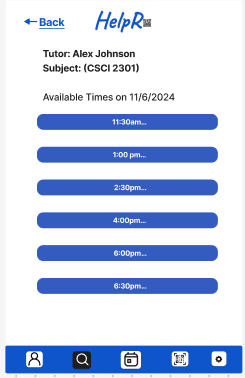 Back
HelpR
Tutor: Alex Johnson
Subject: (CSCI 2301)
Available Times on 11/6/2024
11:30am...
1:00 pm...
2:30pm...
4:00pm...
6:00pm...
6:30pm...